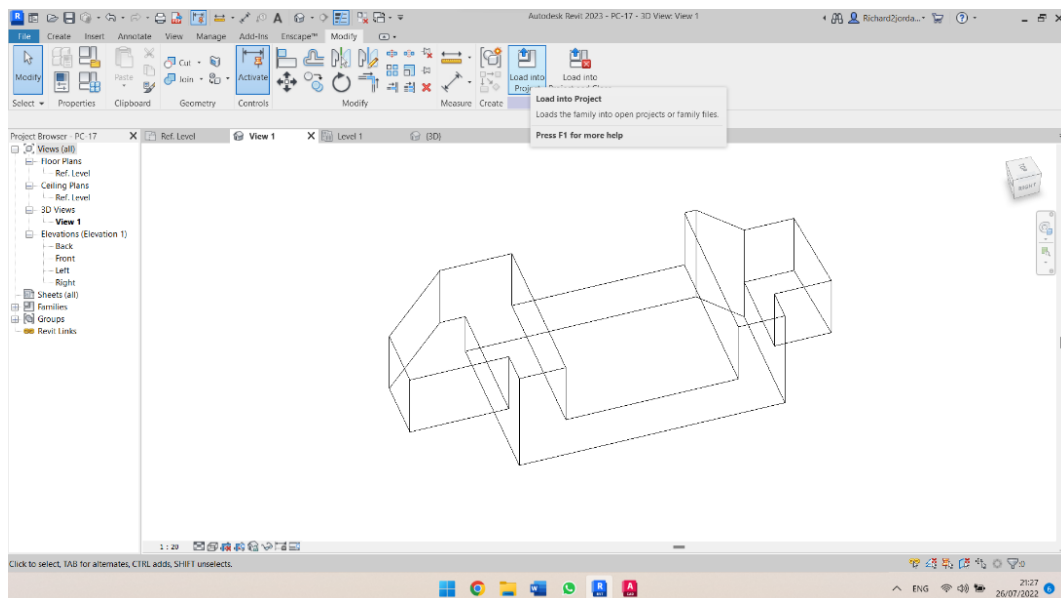 Autodesk Revit 2023 - PC-17 - 3D View: View 1
Richard2jorda...
File Create Insert Annotate View Manage Add-Ins Enscape™ Modify
Modify
Paste
Cut
Join
Activate
Load into
Project
Load into
Select Properties Clipboard Geometry Controls Modify Measure Create
Load into Project
Loads the family into open projects or family files.
Press F1 for more help
Project Browser - PC-17
Ref. Level
View 1
Level 1
{3D}
Views (all)
Floor Plans
Ref. Level
Ceiling Plans
Ref. Level
3D Views
View 1
Elevations (Elevation 1)
Back
Front
Left
Right
Sheets (all)
Families
Groups
Revit Links
RIGHT
1 : 20
Click to select, TAB for alternates, CTRL adds, SHIFT unselects.
:0
ENG
21:27
26/07/2022